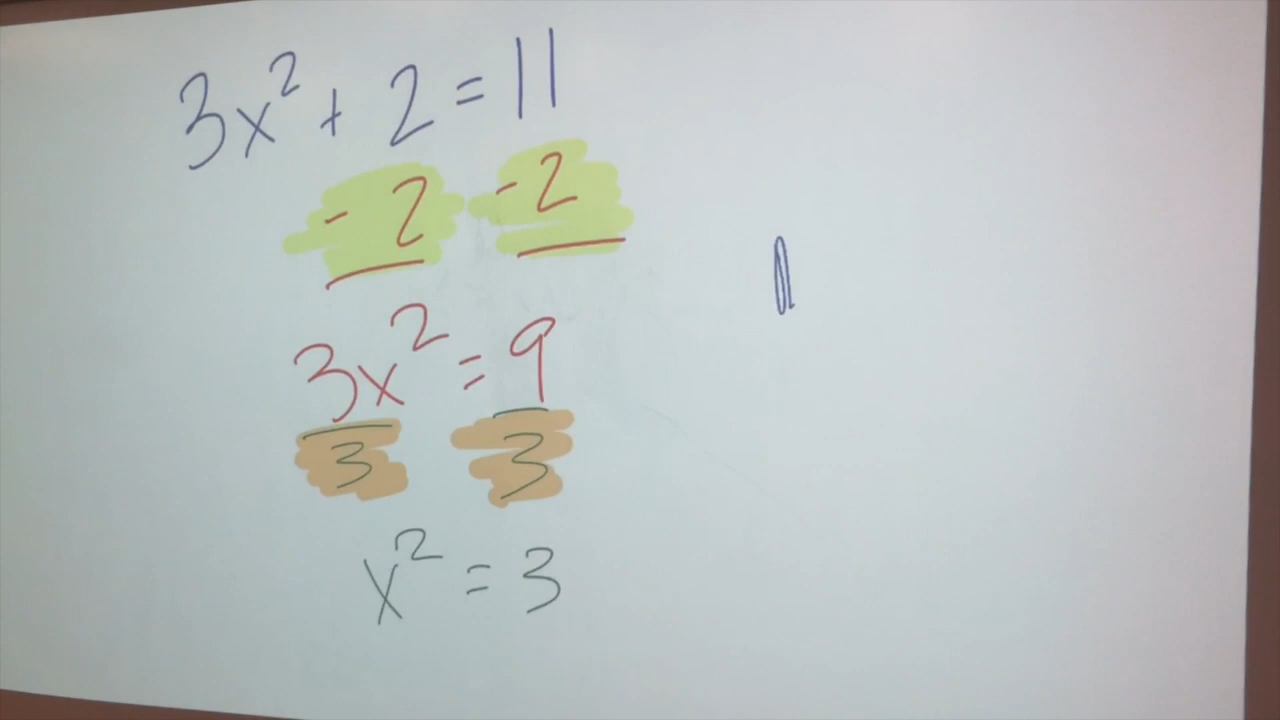 3x² + 2 = 11
- 2 - 2
3x² = 9
3 3
x² = 3